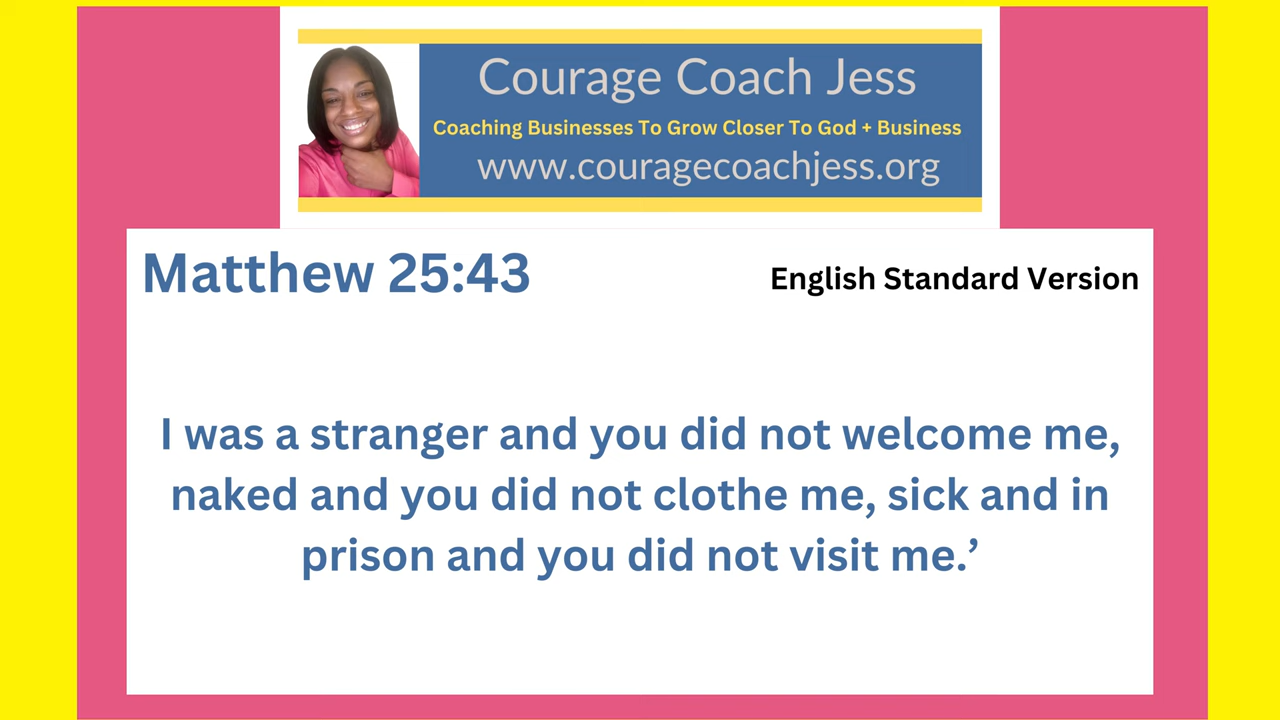 Courage Coach Jess
Coaching Businesses To Grow Closer To God + Business
www.couragecoachjess.org
Matthew 25:43
English Standard Version
I was a stranger and you did not welcome me,
naked and you did not clothe me, sick and in
prison and you did not visit me.’